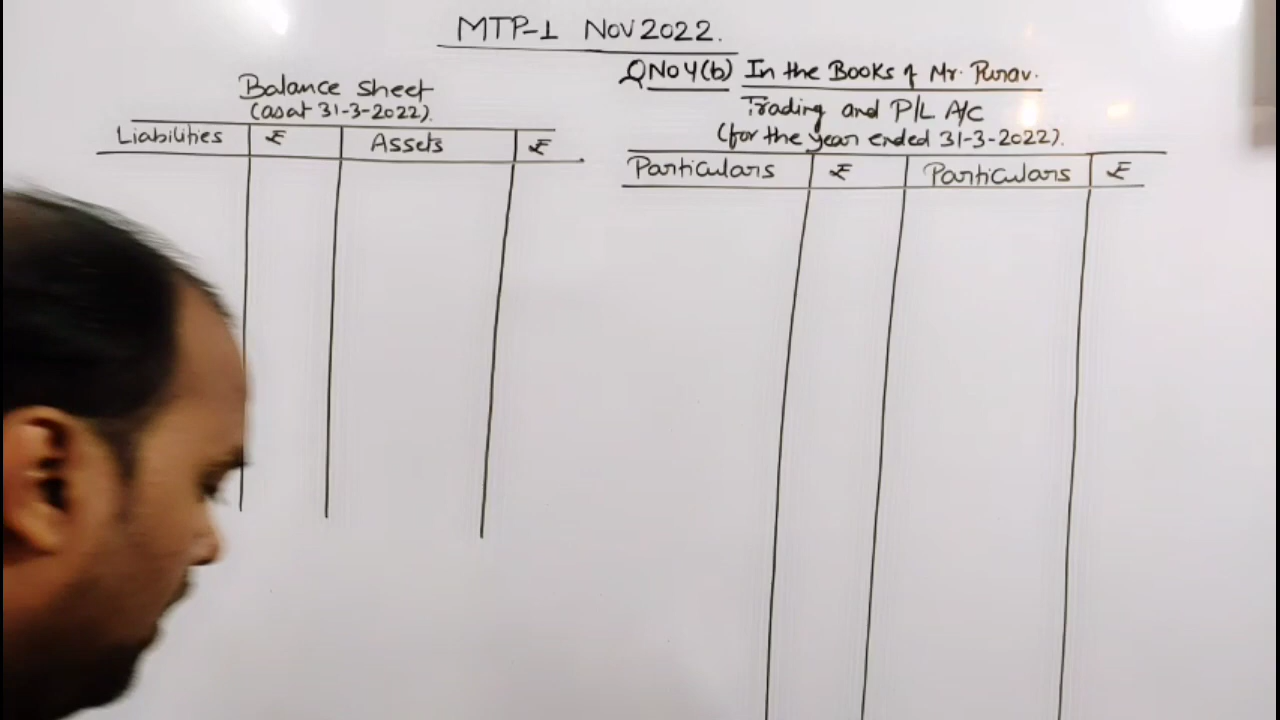 MTP-1 NOV 2022.
Balance Sheet
(as at 31-3-2022).
Liabilities ₹ Assets ₹
QNO 4(b) In the Books of Mr. Purav.
Trading and P/L A/C
(for the year ended 31-3-2022).
Particulars ₹ Particulars ₹